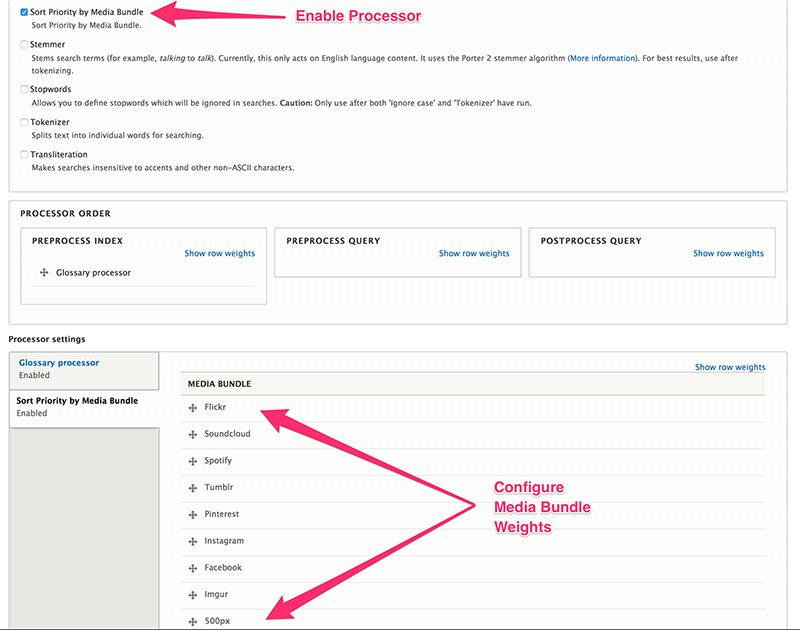 Sort Priority by Media Bundle
Sort Priority by Media Bundle.
Enable Processor
Stemmer
Stems search terms (for example, talking to talk). Currently, this only acts on English language content. It uses the Porter 2 stemmer algorithm (More information). For best results, use after
tokenizing.
Stopwords
Allows you to define stopwords which will be ignored in searches. Caution: Only use after both 'Ignore case' and 'Tokenizer' have run.
Tokenizer
Splits text into individual words for searching.
Transliteration
Makes searches insensitive to accents and other non-ASCII characters.
PROCESSOR ORDER
PREPROCESS INDEX
Show row weights
Glossary processor
PREPROCESS QUERY
Show row weights
POSTPROCESS QUERY
Show row weights
Processor settings
Glossary processor
Enabled
Sort Priority by Media Bundle
Enabled
Show row weights
MEDIA BUNDLE
Flickr
Soundcloud
Spotify
Tumblr
Pinterest
Instagram
Facebook
Imgur
500px
Configure
Media Bundle
Weights